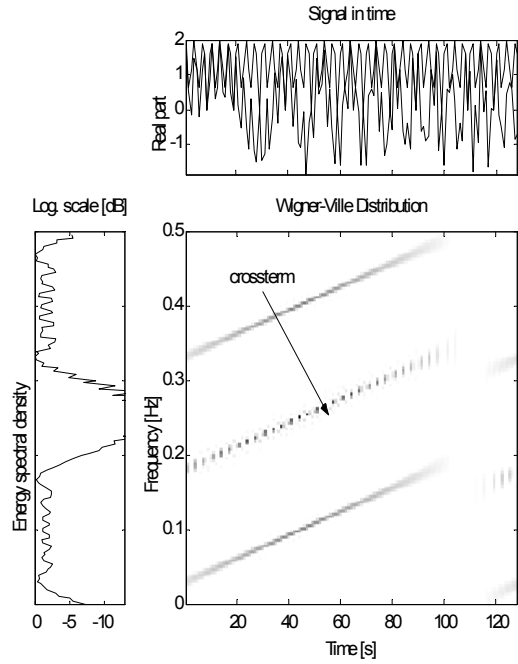 Signal in time
Real part
2
1
0
-1
Log. scale [dB]
Wigner-Ville Distribution
Energy spectral density
0
-5
-10
Frequency [Hz]
0.5
0.4
0.3
0.2
0.1
0
crossterm
20
40
60
80
100
120
Time [s]